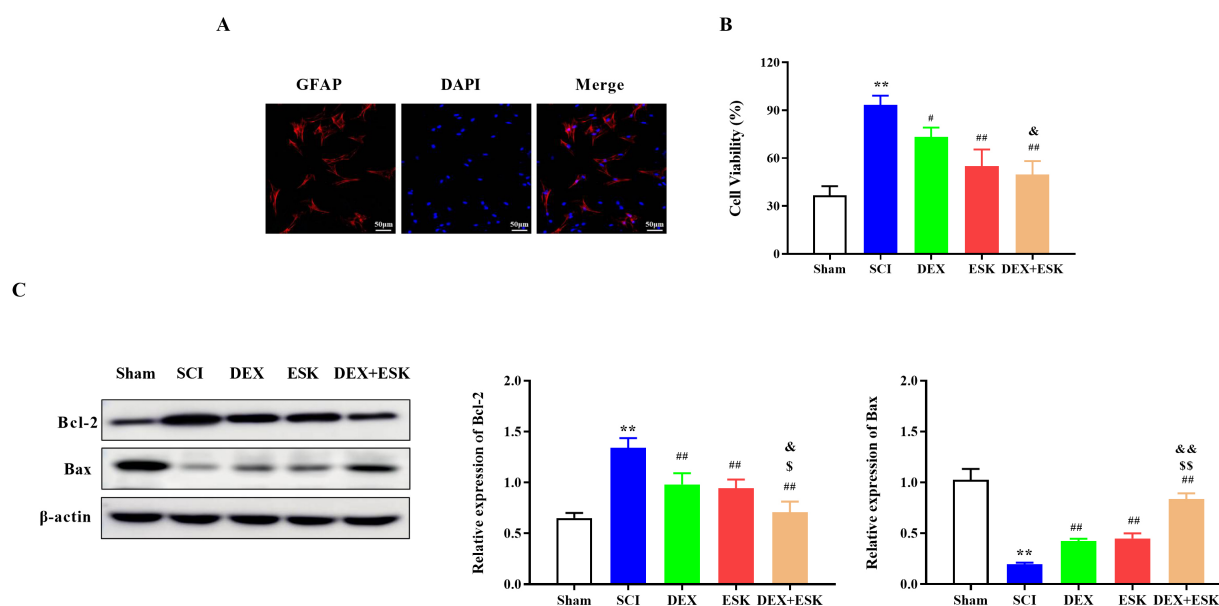 A
GFAP DAPI Merge
50μm 50μm 50μm
B
Cell Viability (%)
120
90
60
30
0
**
#
##
&
##
Sham SCI DEX ESK DEX+ESK
C
Sham SCI DEX ESK DEX+ESK
Bcl-2
Bax
β-actin
Relative expression of Bcl-2
2.0
1.5
1.0
0.5
0.0
**
##
##
&
$
##
Sham SCI DEX ESK DEX+ESK
Relative expression of Bax
2.0
1.5
1.0
0.5
0.0
**
##
##
&&
$$
##
Sham SCI DEX ESK DEX+ESK